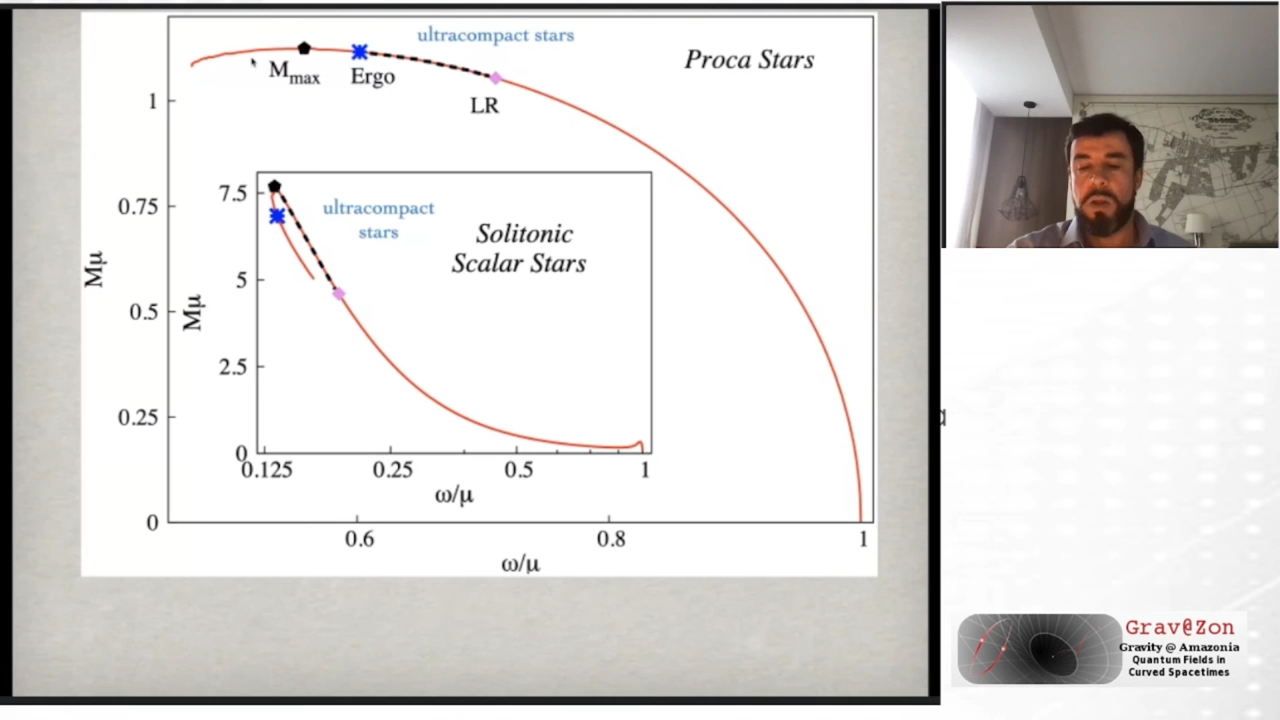 ultracompact stars
Proca Stars
M_max
Ergo
LR
1
0.75
0.5
0.25
0
Mμ
7.5
5
2.5
0
Mμ
ultracompact
stars
Solitonic
Scalar Stars
0.125
0.25
0.5
1
ω/μ
0.6
0.8
1
ω/μ
Grav@Zon
Gravity @ Amazonia
Quantum Fields in
Curved Spacetimes